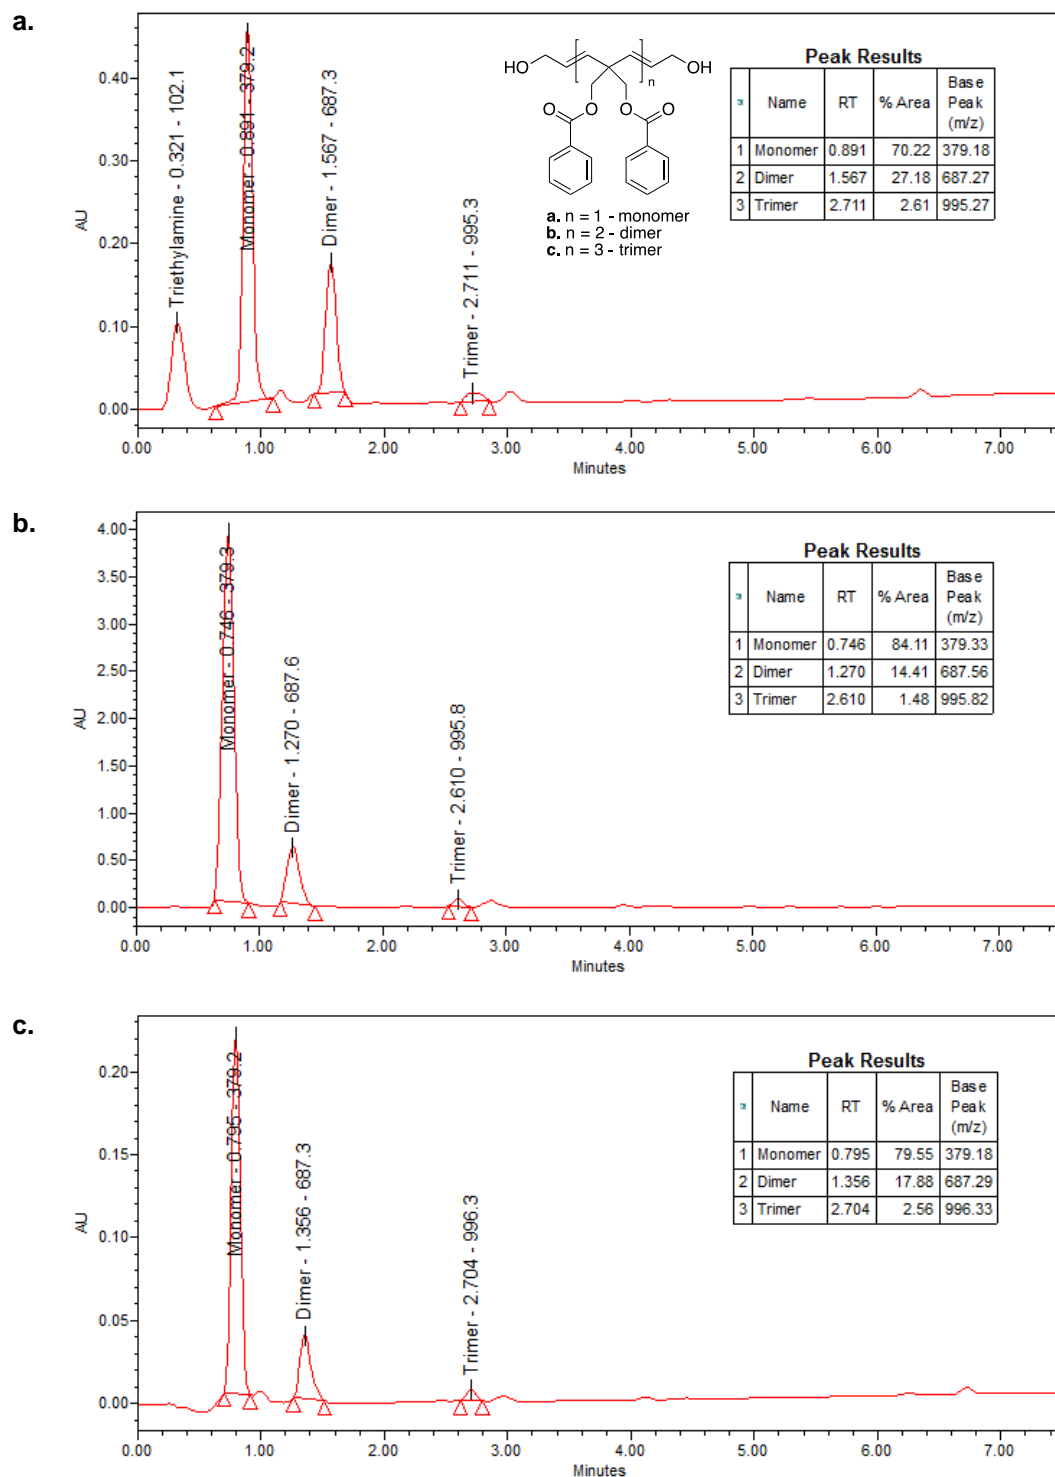 a.
AU
0.40
0.30
0.20
0.10
0.00
Triethylamine - 0.321 - 102.1
Monomer - 0.891 - 379.2
Dimer - 1.567 - 687.3
Trimer - 2.711 - 995.3
HO
OH
n
O O
O O
a. n = 1 - monomer
b. n = 2 - dimer
c. n = 3 - trimer
Peak Results
Name RT % Area Base Peak (m/z)
1 Monomer 0.891 70.22 379.18
2 Dimer 1.567 27.18 687.27
3 Trimer 2.711 2.61 995.27
0.00 1.00 2.00 3.00 4.00 5.00 6.00 7.00
Minutes
b.
AU
4.00
3.50
3.00
2.50
2.00
1.50
1.00
0.50
0.00
Monomer - 0.746 - 379.3
Dimer - 1.270 - 687.6
Trimer - 2.610 - 995.8
Peak Results
Name RT % Area Base Peak (m/z)
1 Monomer 0.746 84.11 379.33
2 Dimer 1.270 14.41 687.56
3 Trimer 2.610 1.48 995.82
0.00 1.00 2.00 3.00 4.00 5.00 6.00 7.00
Minutes
c.
AU
0.20
0.15
0.10
0.05
0.00
Monomer - 0.795 - 379.2
Dimer - 1.356 - 687.3
Trimer - 2.704 - 996.3
Peak Results
Name RT % Area Base Peak (m/z)
1 Monomer 0.795 79.55 379.18
2 Dimer 1.356 17.88 687.29
3 Trimer 2.704 2.56 996.33
0.00 1.00 2.00 3.00 4.00 5.00 6.00 7.00
Minutes